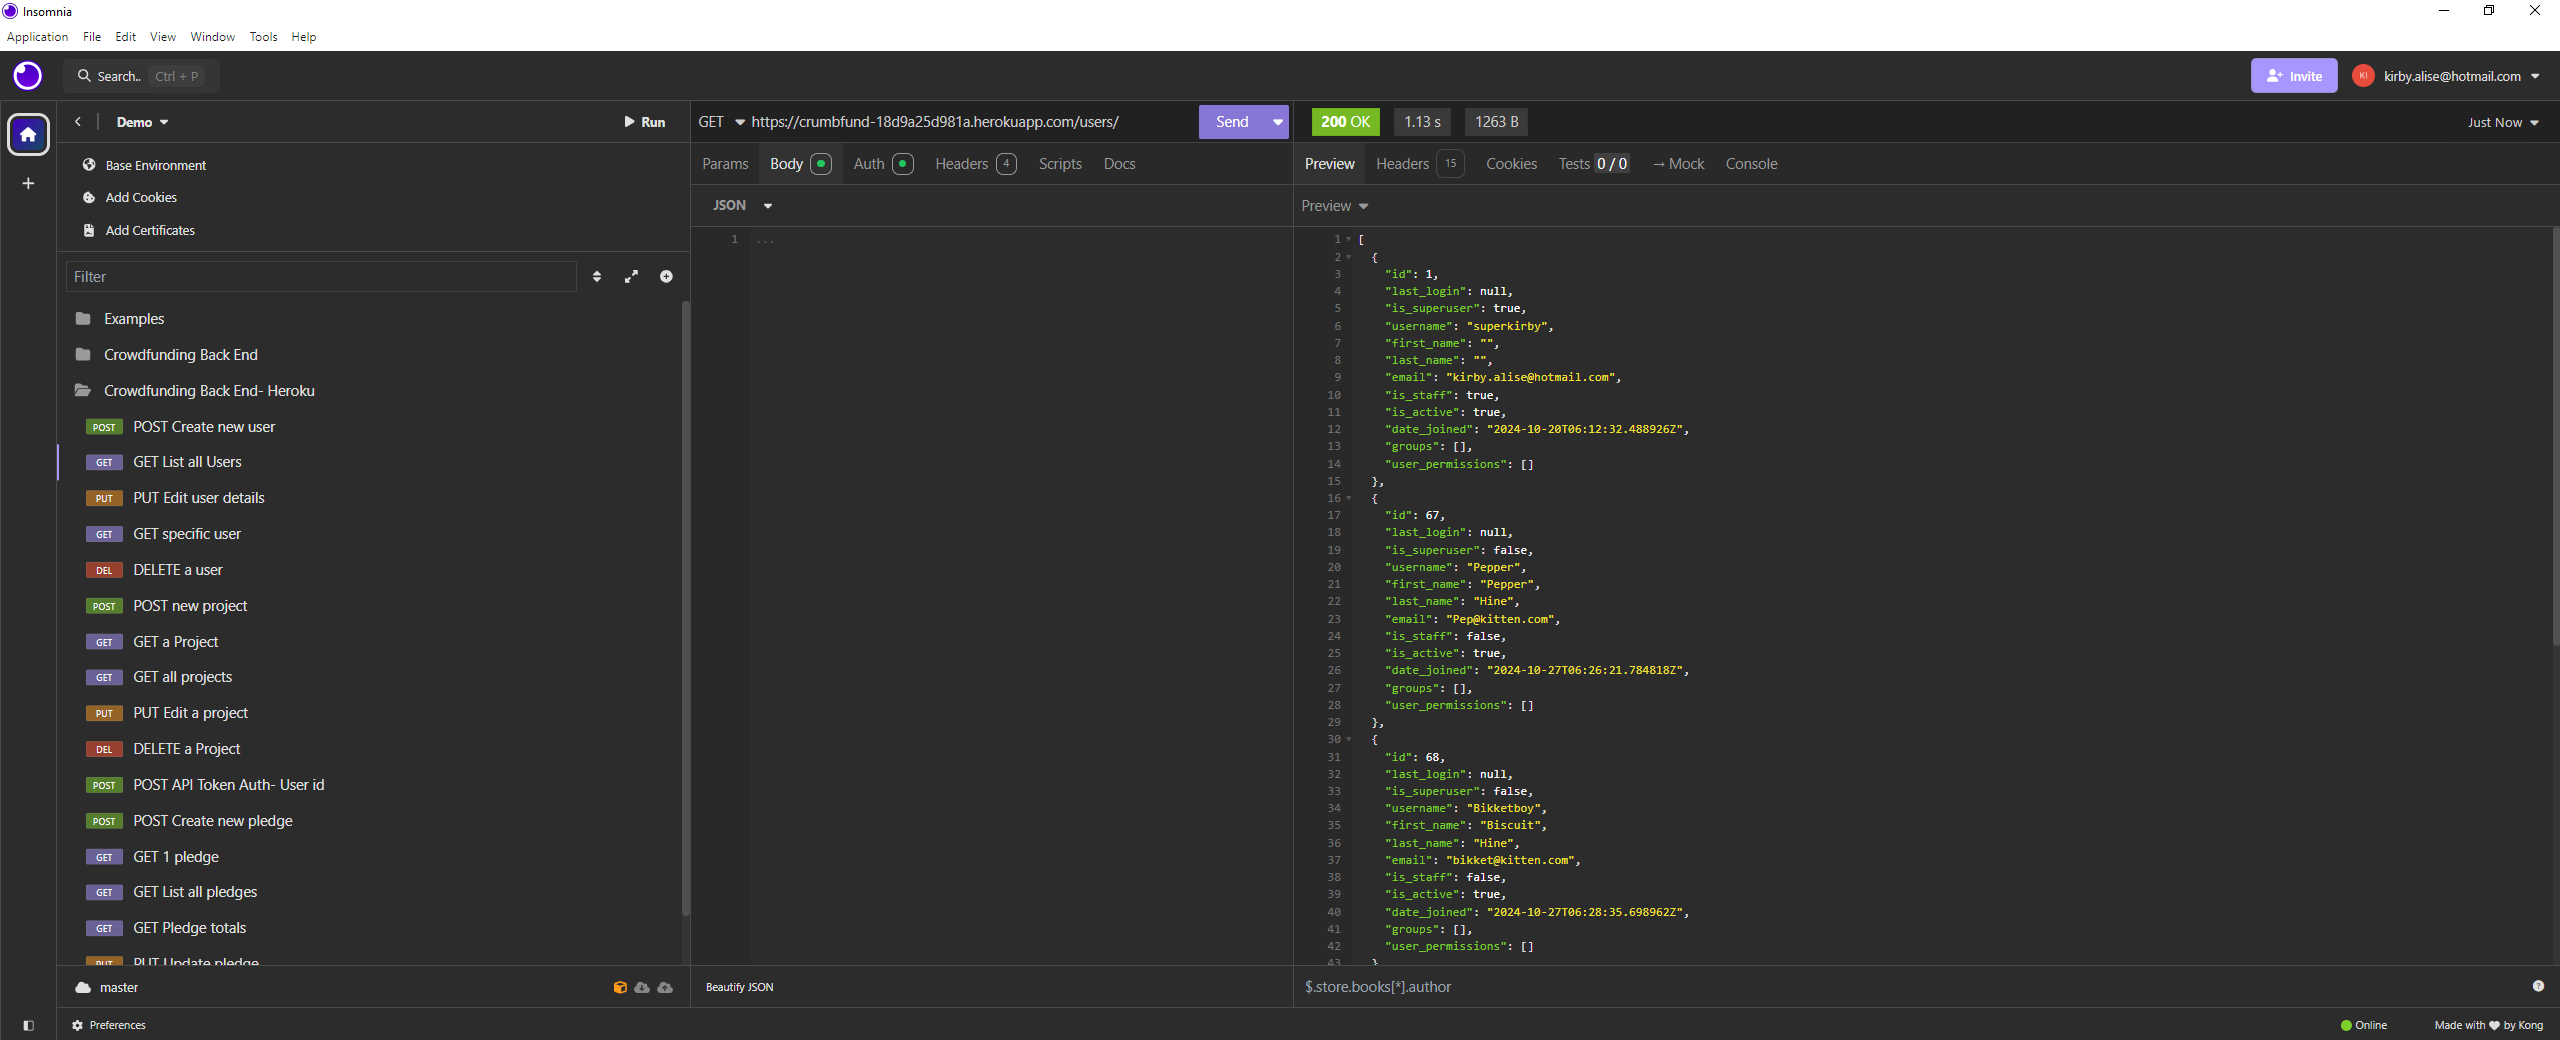 Insomnia
Application File Edit View Window Tools Help
Search.. Ctrl + P
Invite
KI kirby.alise@hotmail.com
Demo
Run
Base Environment
Add Cookies
Add Certificates
Filter
Examples
Crowdfunding Back End
Crowdfunding Back End- Heroku
POST POST Create new user
GET GET List all Users
PUT PUT Edit user details
GET GET specific user
DEL DELETE a user
POST POST new project
GET GET a Project
GET GET all projects
PUT PUT Edit a project
DEL DELETE a Project
POST POST API Token Auth- User id
POST POST Create new pledge
GET GET 1 pledge
GET GET List all pledges
GET GET Pledge totals
PUT PUT Update pledge
master
Preferences
GET https://crumbfund-18d9a25d981a.herokuapp.com/users/ Send
Params Body Auth Headers 4 Scripts Docs
JSON
1 ...
Beautify JSON
200 OK 1.13 s 1263 B Just Now
Preview Headers 15 Cookies Tests 0 / 0 → Mock Console
Preview
1 [
2 {
3 "id": 1,
4 "last_login": null,
5 "is_superuser": true,
6 "username": "superkirby",
7 "first_name": "",
8 "last_name": "",
9 "email": "kirby.alise@hotmail.com",
10 "is_staff": true,
11 "is_active": true,
12 "date_joined": "2024-10-20T06:12:32.488926Z",
13 "groups": [],
14 "user_permissions": []
15 },
16 {
17 "id": 67,
18 "last_login": null,
19 "is_superuser": false,
20 "username": "Pepper",
21 "first_name": "Pepper",
22 "last_name": "Hine",
23 "email": "Pep@kitten.com",
24 "is_staff": false,
25 "is_active": true,
26 "date_joined": "2024-10-27T06:26:21.784818Z",
27 "groups": [],
28 "user_permissions": []
29 },
30 {
31 "id": 68,
32 "last_login": null,
33 "is_superuser": false,
34 "username": "Bikketboy",
35 "first_name": "Biscuit",
36 "last_name": "Hine",
37 "email": "bikket@kitten.com",
38 "is_staff": false,
39 "is_active": true,
40 "date_joined": "2024-10-27T06:28:35.698962Z",
41 "groups": [],
42 "user_permissions": []
43 }
$.store.books[*].author
Online
Made with ♥ by Kong